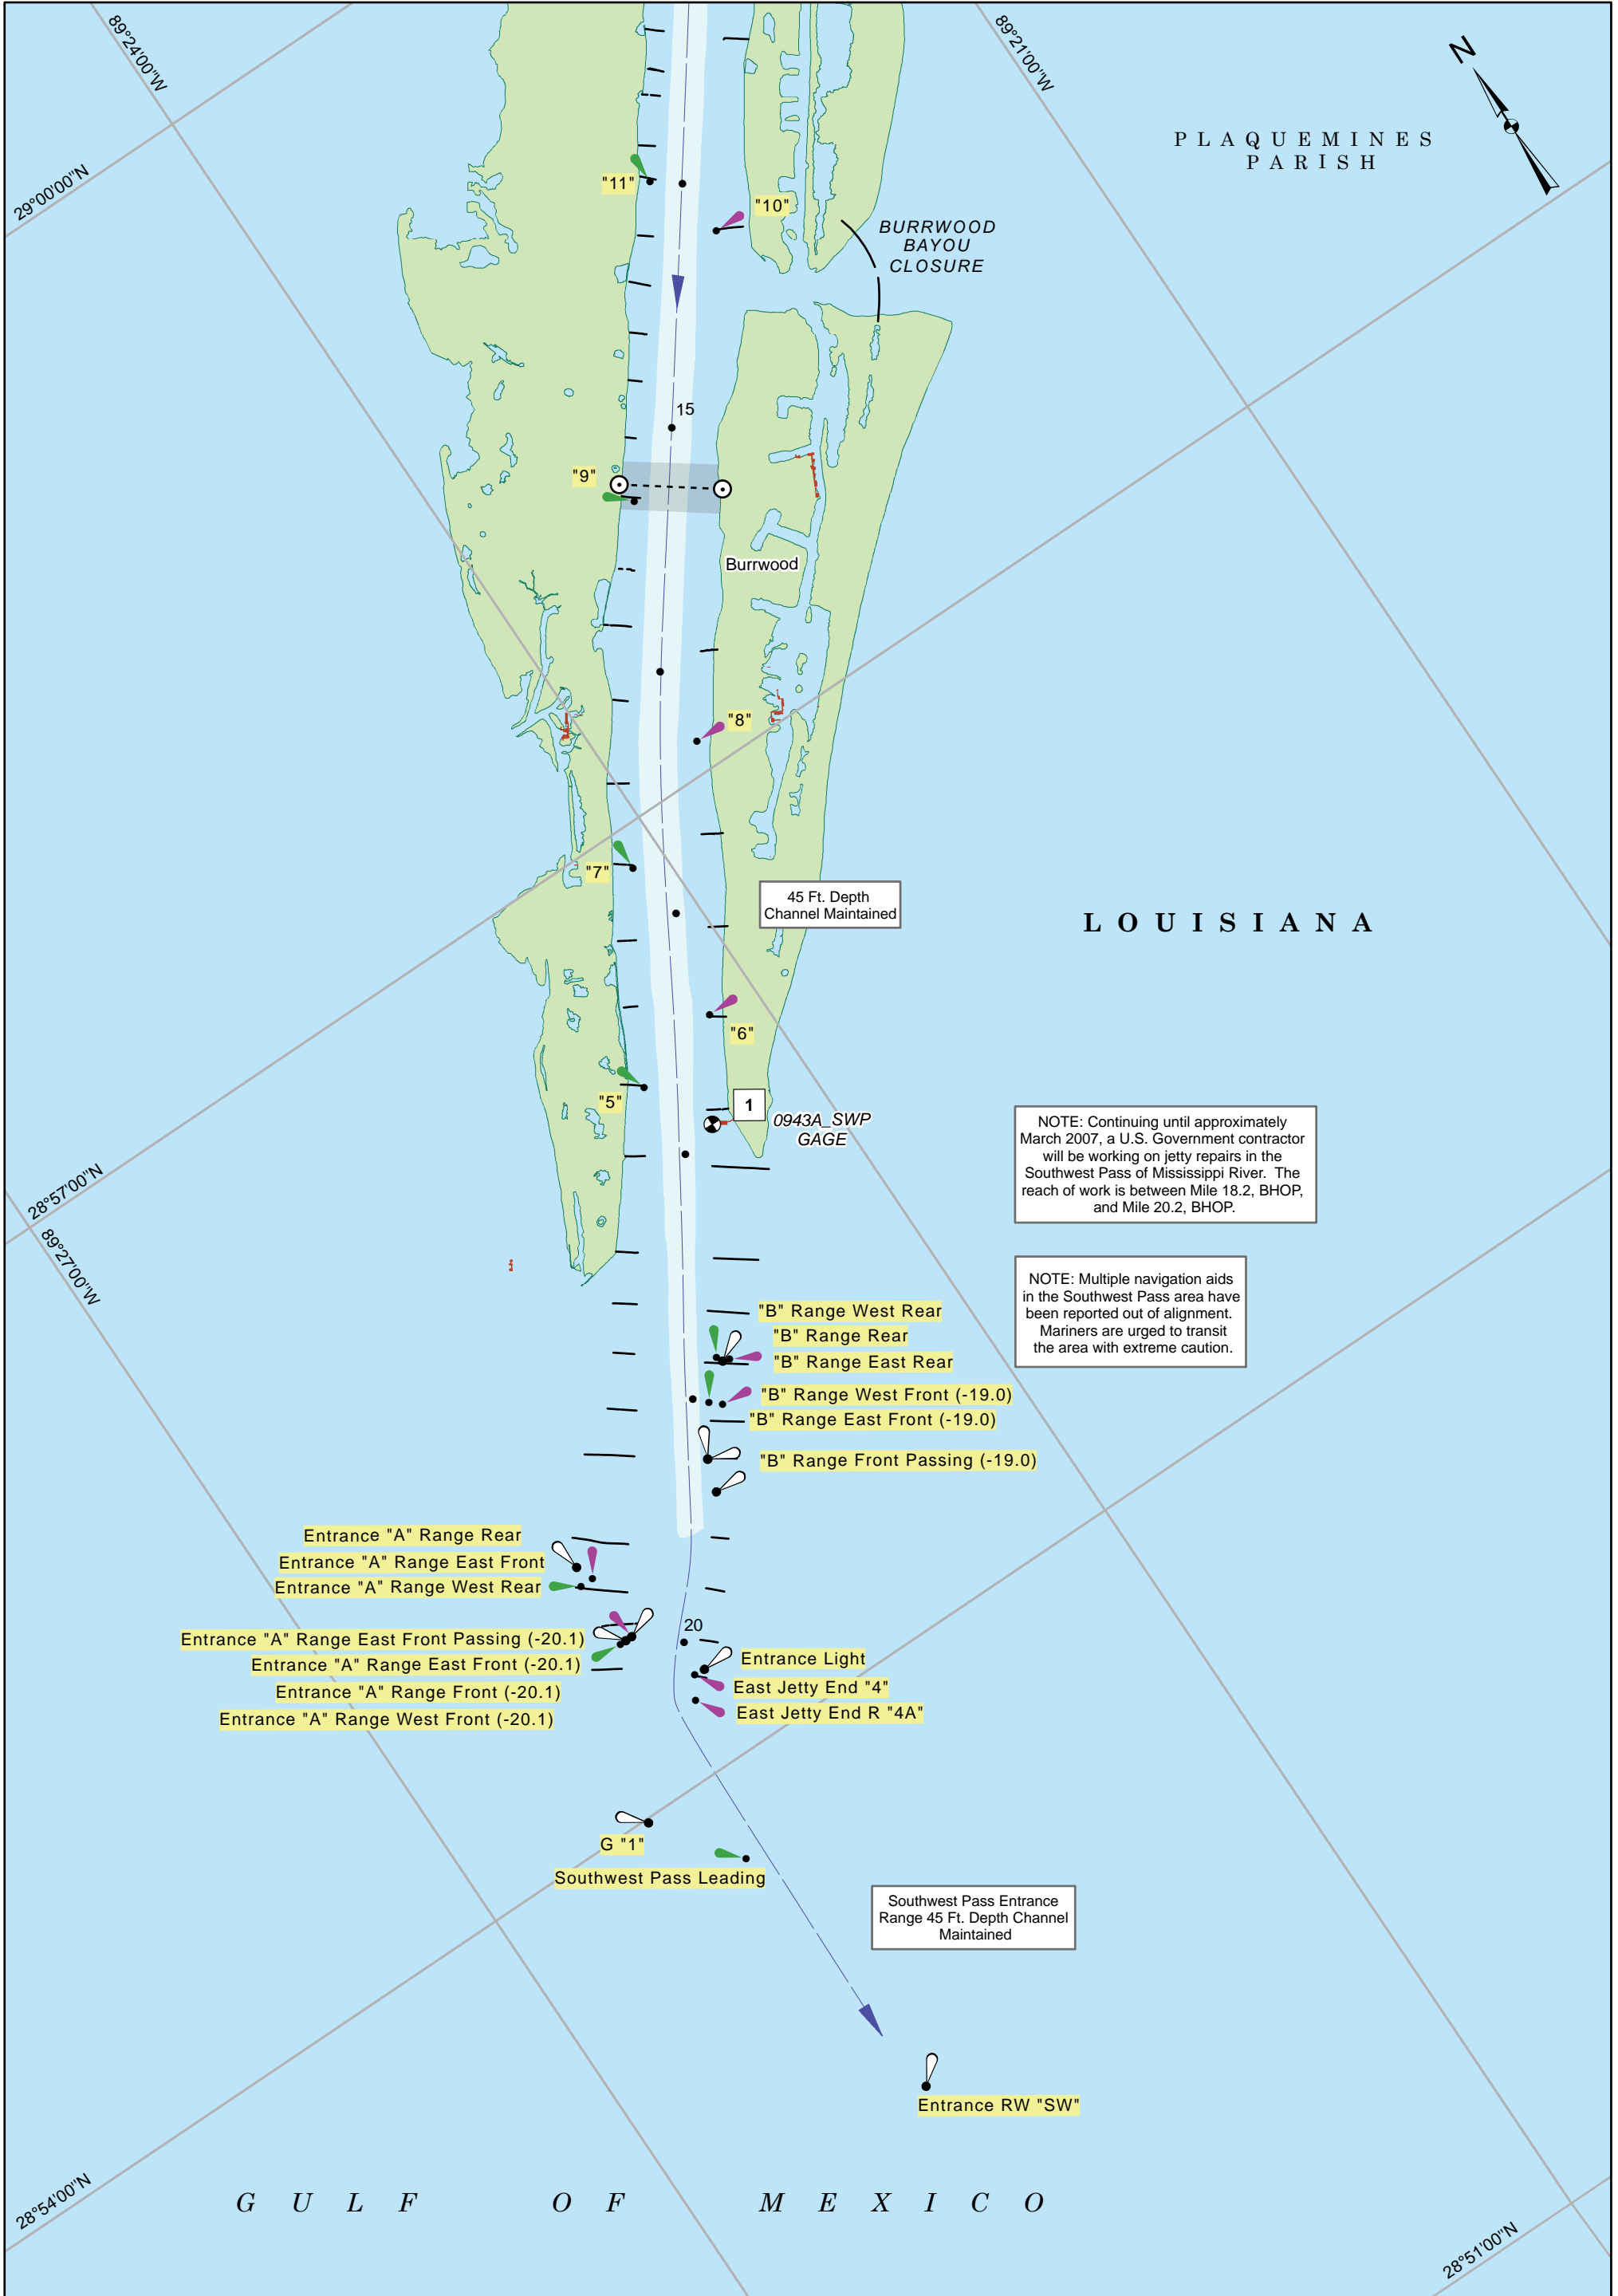 89°24'00"W
89°21'00"W
N
PLAQUEMINES
PARISH
29°00'00"N
"11"
"10"
BURRWOOD
BAYOU
CLOSURE
15
"9"
Burrwood
"8"
"7"
45 Ft. Depth
Channel Maintained
LOUISIANA
"6"
"5"
1
0943A_SWP
GAGE
NOTE: Continuing until approximately
March 2007, a U.S. Government contractor
will be working on jetty repairs in the
Southwest Pass of Mississippi River. The
reach of work is between Mile 18.2, BHOP,
and Mile 20.2, BHOP.
28°57'00"N
89°27'00"W
NOTE: Multiple navigation aids
in the Southwest Pass area have
been reported out of alignment.
Mariners are urged to transit
the area with extreme caution.
"B" Range West Rear
"B" Range Rear
"B" Range East Rear
"B" Range West Front (-19.0)
"B" Range East Front (-19.0)
"B" Range Front Passing (-19.0)
Entrance "A" Range Rear
Entrance "A" Range East Front
Entrance "A" Range West Rear
20
Entrance "A" Range East Front Passing (-20.1)
Entrance "A" Range East Front (-20.1)
Entrance "A" Range Front (-20.1)
Entrance "A" Range West Front (-20.1)
Entrance Light
East Jetty End "4"
East Jetty End R "4A"
G "1"
Southwest Pass Leading
Southwest Pass Entrance
Range 45 Ft. Depth Channel
Maintained
Entrance RW "SW"
28°54'00"N
GULF OF MEXICO
28°51'00"N